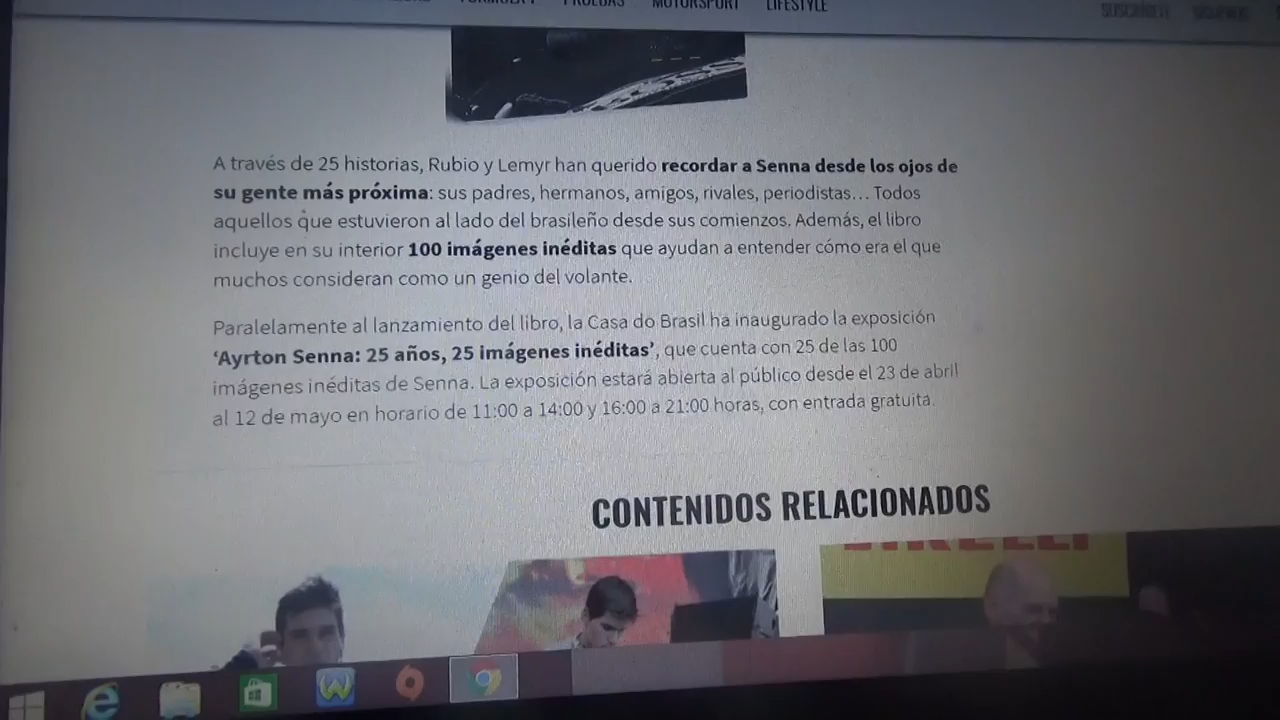 PRUEBAS MOTORSPORT LIFESTYLE
A través de 25 historias, Rubio y Lemyr han querido recordar a Senna desde los ojos de
su gente más próxima: sus padres, hermanos, amigos, rivales, periodistas... Todos
aquellos que estuvieron al lado del brasileño desde sus comienzos. Además, el libro
incluye en su interior 100 imágenes inéditas que ayudan a entender cómo era el que
muchos consideran como un genio del volante.
Paralelamente al lanzamiento del libro, la Casa do Brasil ha inaugurado la exposición
‘Ayrton Senna: 25 años, 25 imágenes inéditas’, que cuenta con 25 de las 100
imágenes inéditas de Senna. La exposición estará abierta al público desde el 23 de abril
al 12 de mayo en horario de 11:00 a 14:00 y 16:00 a 21:00 horas, con entrada gratuita.
CONTENIDOS RELACIONADOS